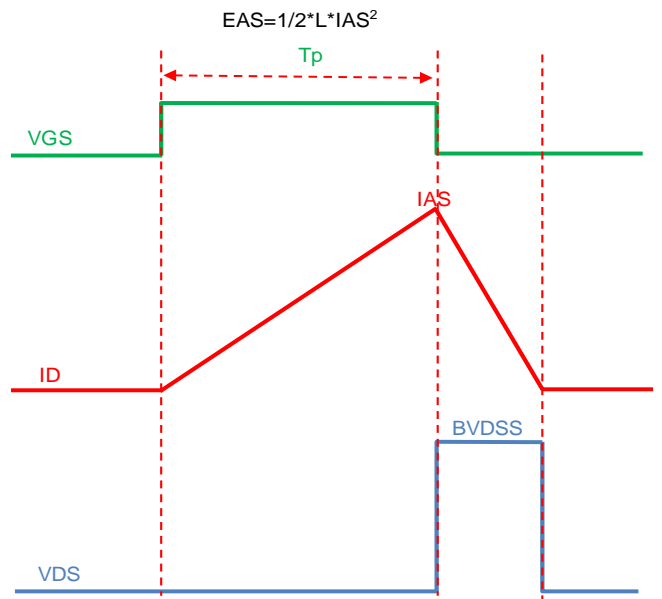 EAS=1/2*L*IAS²
Tp
VGS
IAS
ID
BVDSS
VDS